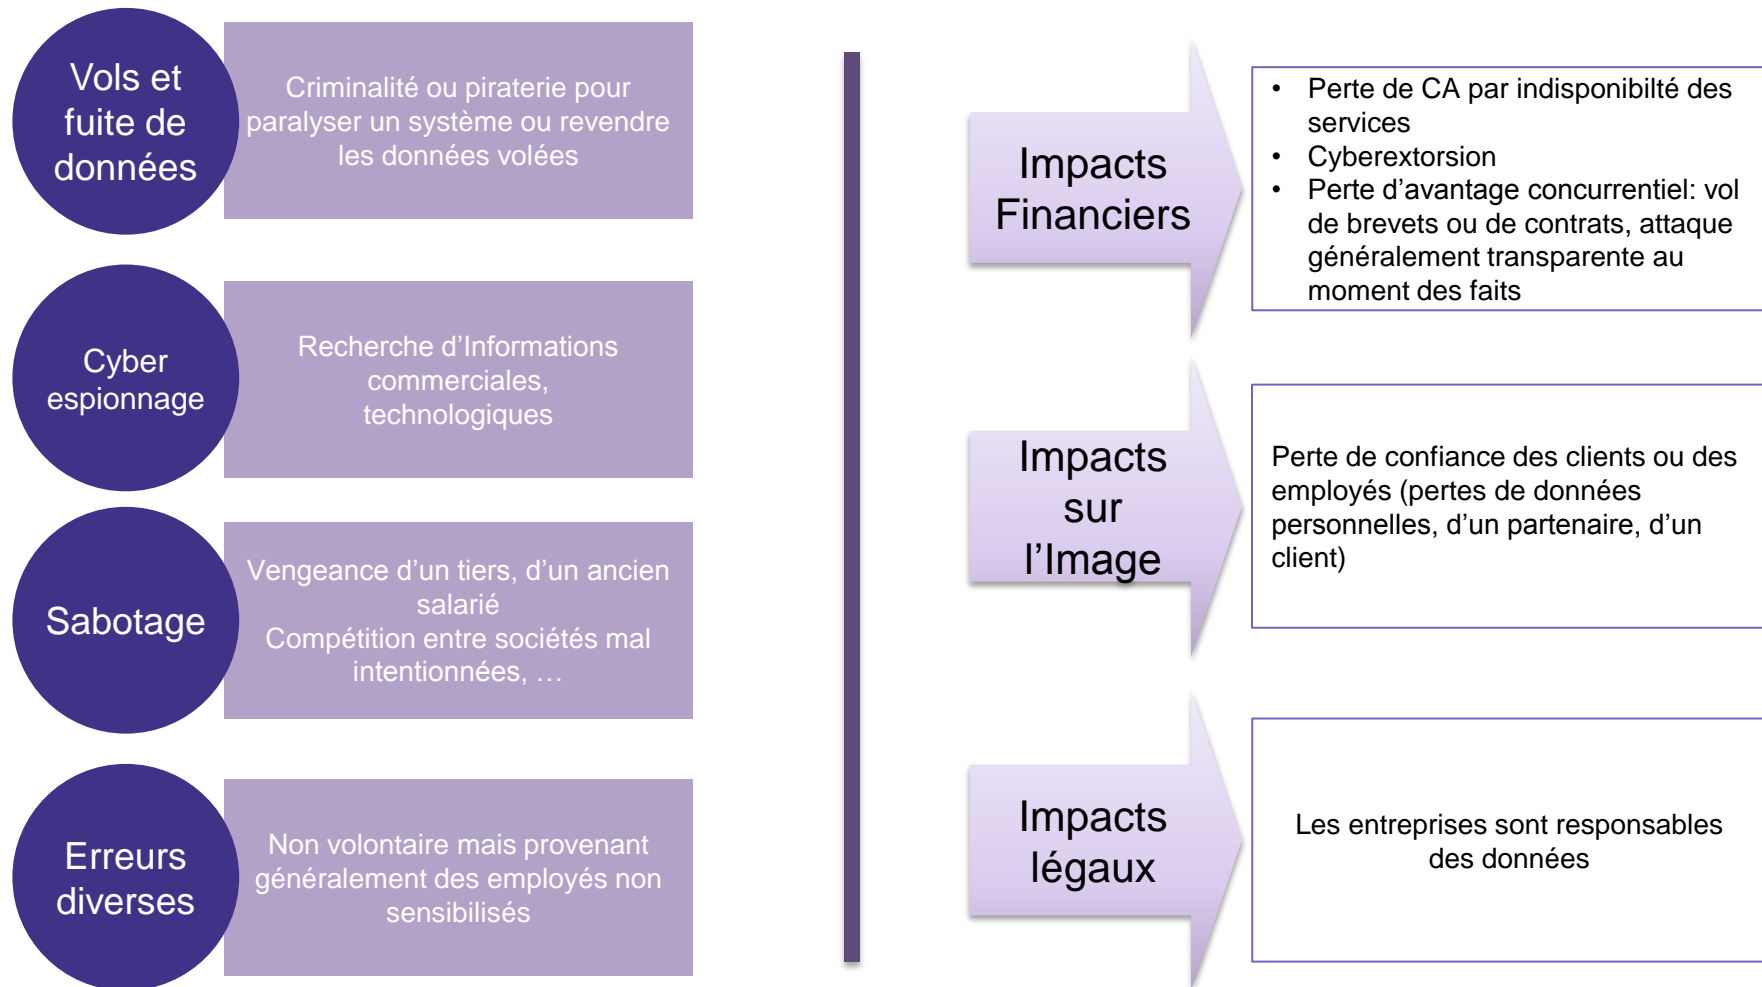 Vols et
fuite de
données
Criminalité ou piraterie pour
paralyser un système ou revendre
les données volées
Cyber
espionnage
Recherche d’Informations
commerciales,
technologiques
Sabotage
Vengeance d’un tiers, d’un ancien
salarié
Compétition entre sociétés mal
intentionnées, …
Erreurs
diverses
Non volontaire mais provenant
généralement des employés non
sensibilisés
Impacts
Financiers
• Perte de CA par indisponibilté des
services
• Cyberextorsion
• Perte d’avantage concurrentiel: vol
de brevets ou de contrats, attaque
généralement transparente au
moment des faits
Impacts
sur
l’Image
Perte de confiance des clients ou des
employés (pertes de données
personnelles, d’un partenaire, d’un
client)
Impacts
légaux
Les entreprises sont responsables
des données